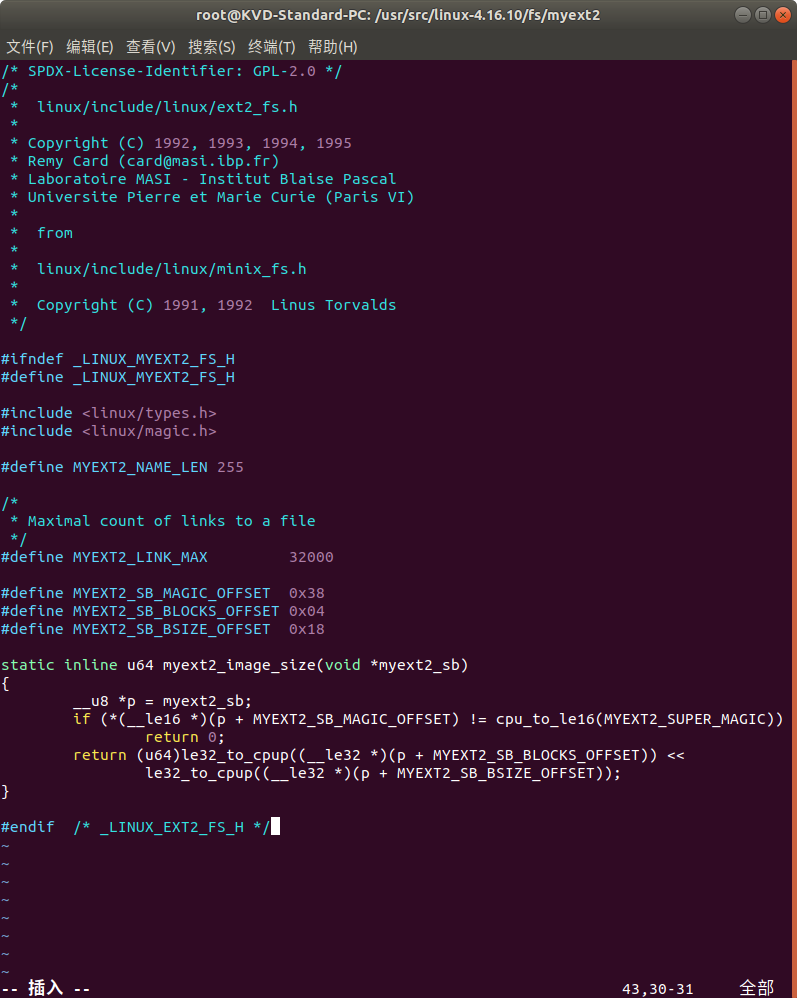 root@KVD-Standard-PC: /usr/src/linux-4.16.10/fs/myext2
文件(F) 编辑(E) 查看(V) 搜索(S) 终端(T) 帮助(H)
/* SPDX-License-Identifier: GPL-2.0 */
/*
 *  linux/include/linux/ext2_fs.h
 *
 * Copyright (C) 1992, 1993, 1994, 1995
 * Remy Card (card@masi.ibp.fr)
 * Laboratoire MASI - Institut Blaise Pascal
 * Universite Pierre et Marie Curie (Paris VI)
 *
 *  from
 *
 *  linux/include/linux/minix_fs.h
 *
 *  Copyright (C) 1991, 1992  Linus Torvalds
 */

#ifndef _LINUX_MYEXT2_FS_H
#define _LINUX_MYEXT2_FS_H

#include <linux/types.h>
#include <linux/magic.h>

#define MYEXT2_NAME_LEN 255

/*
 * Maximal count of links to a file
 */
#define MYEXT2_LINK_MAX         32000

#define MYEXT2_SB_MAGIC_OFFSET  0x38
#define MYEXT2_SB_BLOCKS_OFFSET 0x04
#define MYEXT2_SB_BSIZE_OFFSET  0x18

static inline u64 myext2_image_size(void *myext2_sb)
{
        __u8 *p = myext2_sb;
        if (*(__le16 *)(p + MYEXT2_SB_MAGIC_OFFSET) != cpu_to_le16(MYEXT2_SUPER_MAGIC))
                return 0;
        return (u64)le32_to_cpup((__le32 *)(p + MYEXT2_SB_BLOCKS_OFFSET)) <<
                le32_to_cpup((__le32 *)(p + MYEXT2_SB_BSIZE_OFFSET));
}

#endif  /* _LINUX_EXT2_FS_H */
~
~
~
~
~
~
~
~
-- 插入 -- 43,30-31 全部